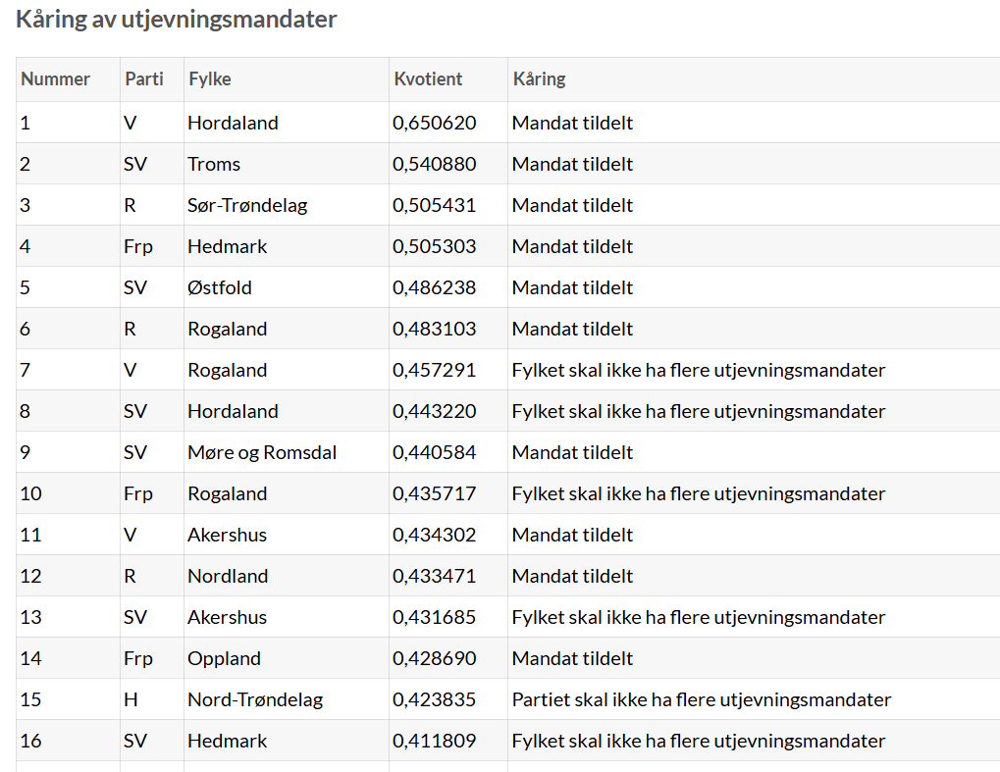 Kåring av utjevningsmandater
Nummer Parti Fylke Kvotient Kåring
1 V Hordaland 0,650620 Mandat tildelt
2 SV Troms 0,540880 Mandat tildelt
3 R Sør-Trøndelag 0,505431 Mandat tildelt
4 Frp Hedmark 0,505303 Mandat tildelt
5 SV Østfold 0,486238 Mandat tildelt
6 R Rogaland 0,483103 Mandat tildelt
7 V Rogaland 0,457291 Fylket skal ikke ha flere utjevningsmandater
8 SV Hordaland 0,443220 Fylket skal ikke ha flere utjevningsmandater
9 SV Møre og Romsdal 0,440584 Mandat tildelt
10 Frp Rogaland 0,435717 Fylket skal ikke ha flere utjevningsmandater
11 V Akershus 0,434302 Mandat tildelt
12 R Nordland 0,433471 Mandat tildelt
13 SV Akershus 0,431685 Fylket skal ikke ha flere utjevningsmandater
14 Frp Oppland 0,428690 Mandat tildelt
15 H Nord-Trøndelag 0,423835 Partiet skal ikke ha flere utjevningsmandater
16 SV Hedmark 0,411809 Fylket skal ikke ha flere utjevningsmandater